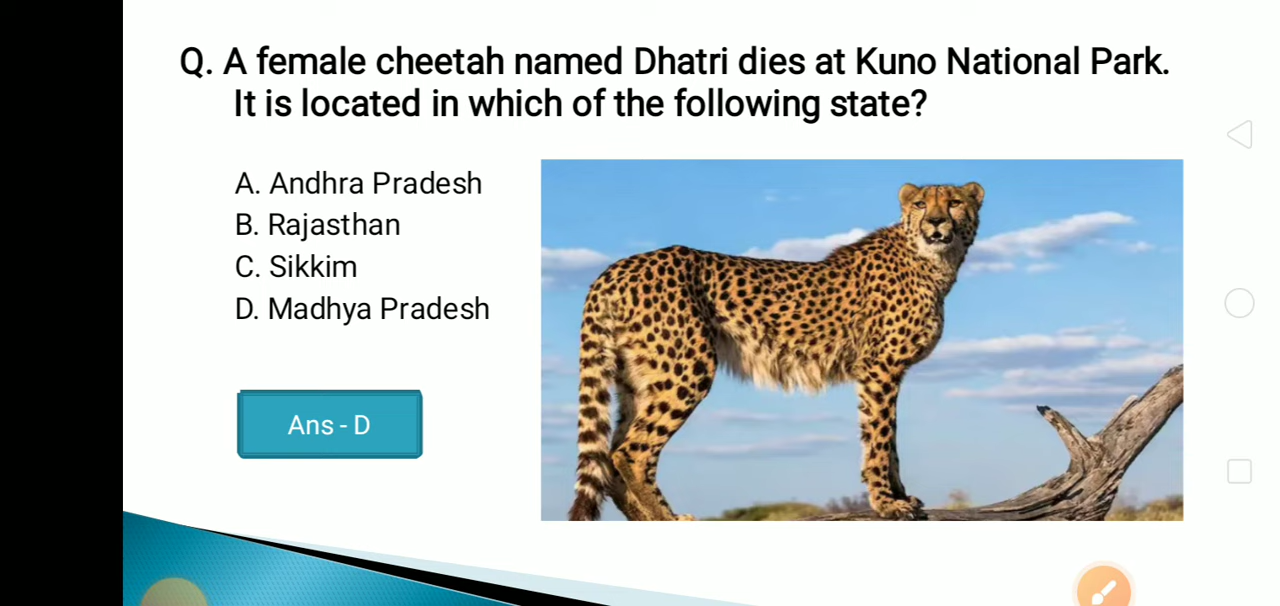 Q. A female cheetah named Dhatri dies at Kuno National Park.
It is located in which of the following state?
A. Andhra Pradesh
B. Rajasthan
C. Sikkim
D. Madhya Pradesh
Ans - D